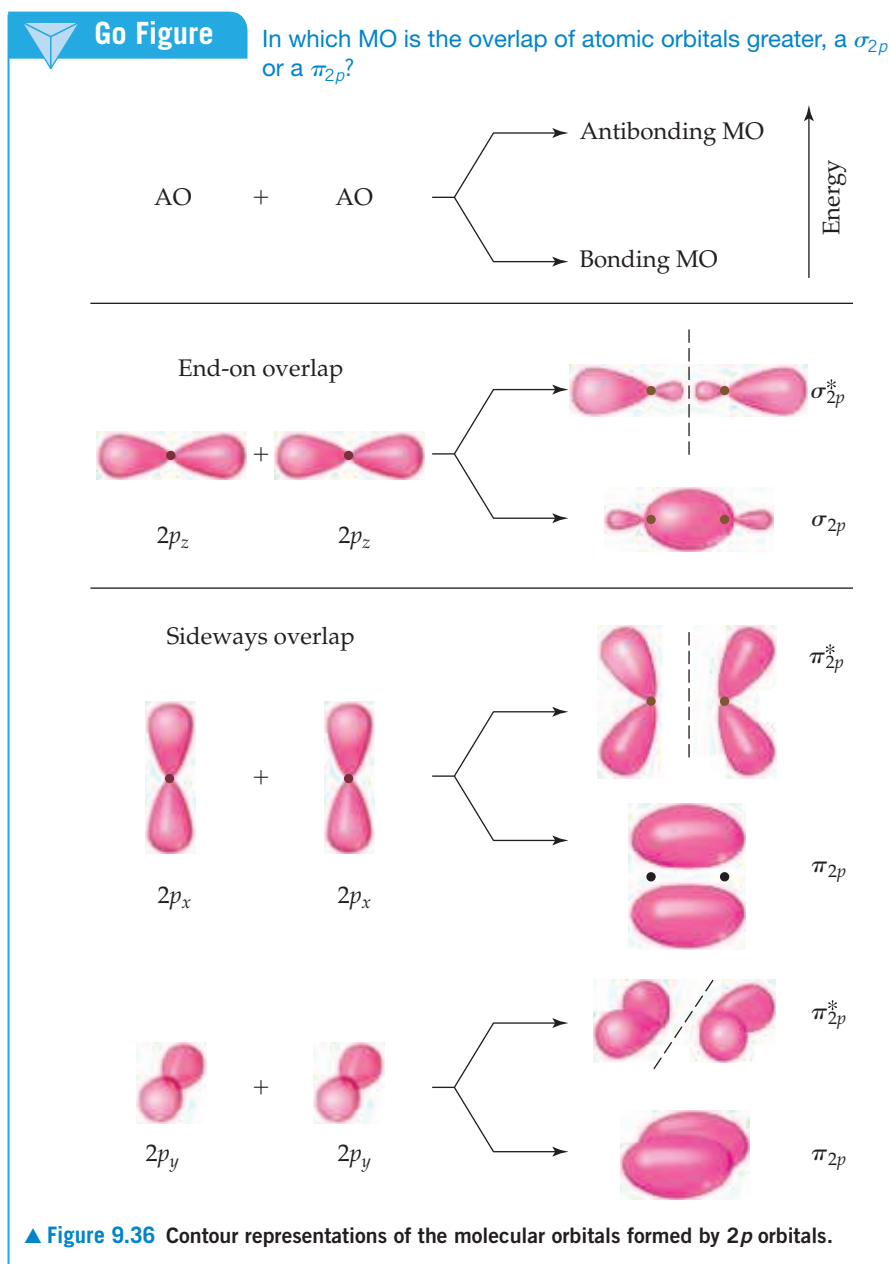 Go Figure
In which MO is the overlap of atomic orbitals greater, a σ2p
or a π2p?
Antibonding MO
AO + AO
Bonding MO
Energy
End-on overlap
σ*2p
+
σ2p
2pz 2pz
Sideways overlap
π*2p
+
π2p
2px 2px
π*2p
+
2py 2py
π2p
▲ Figure 9.36 Contour representations of the molecular orbitals formed by 2p orbitals.